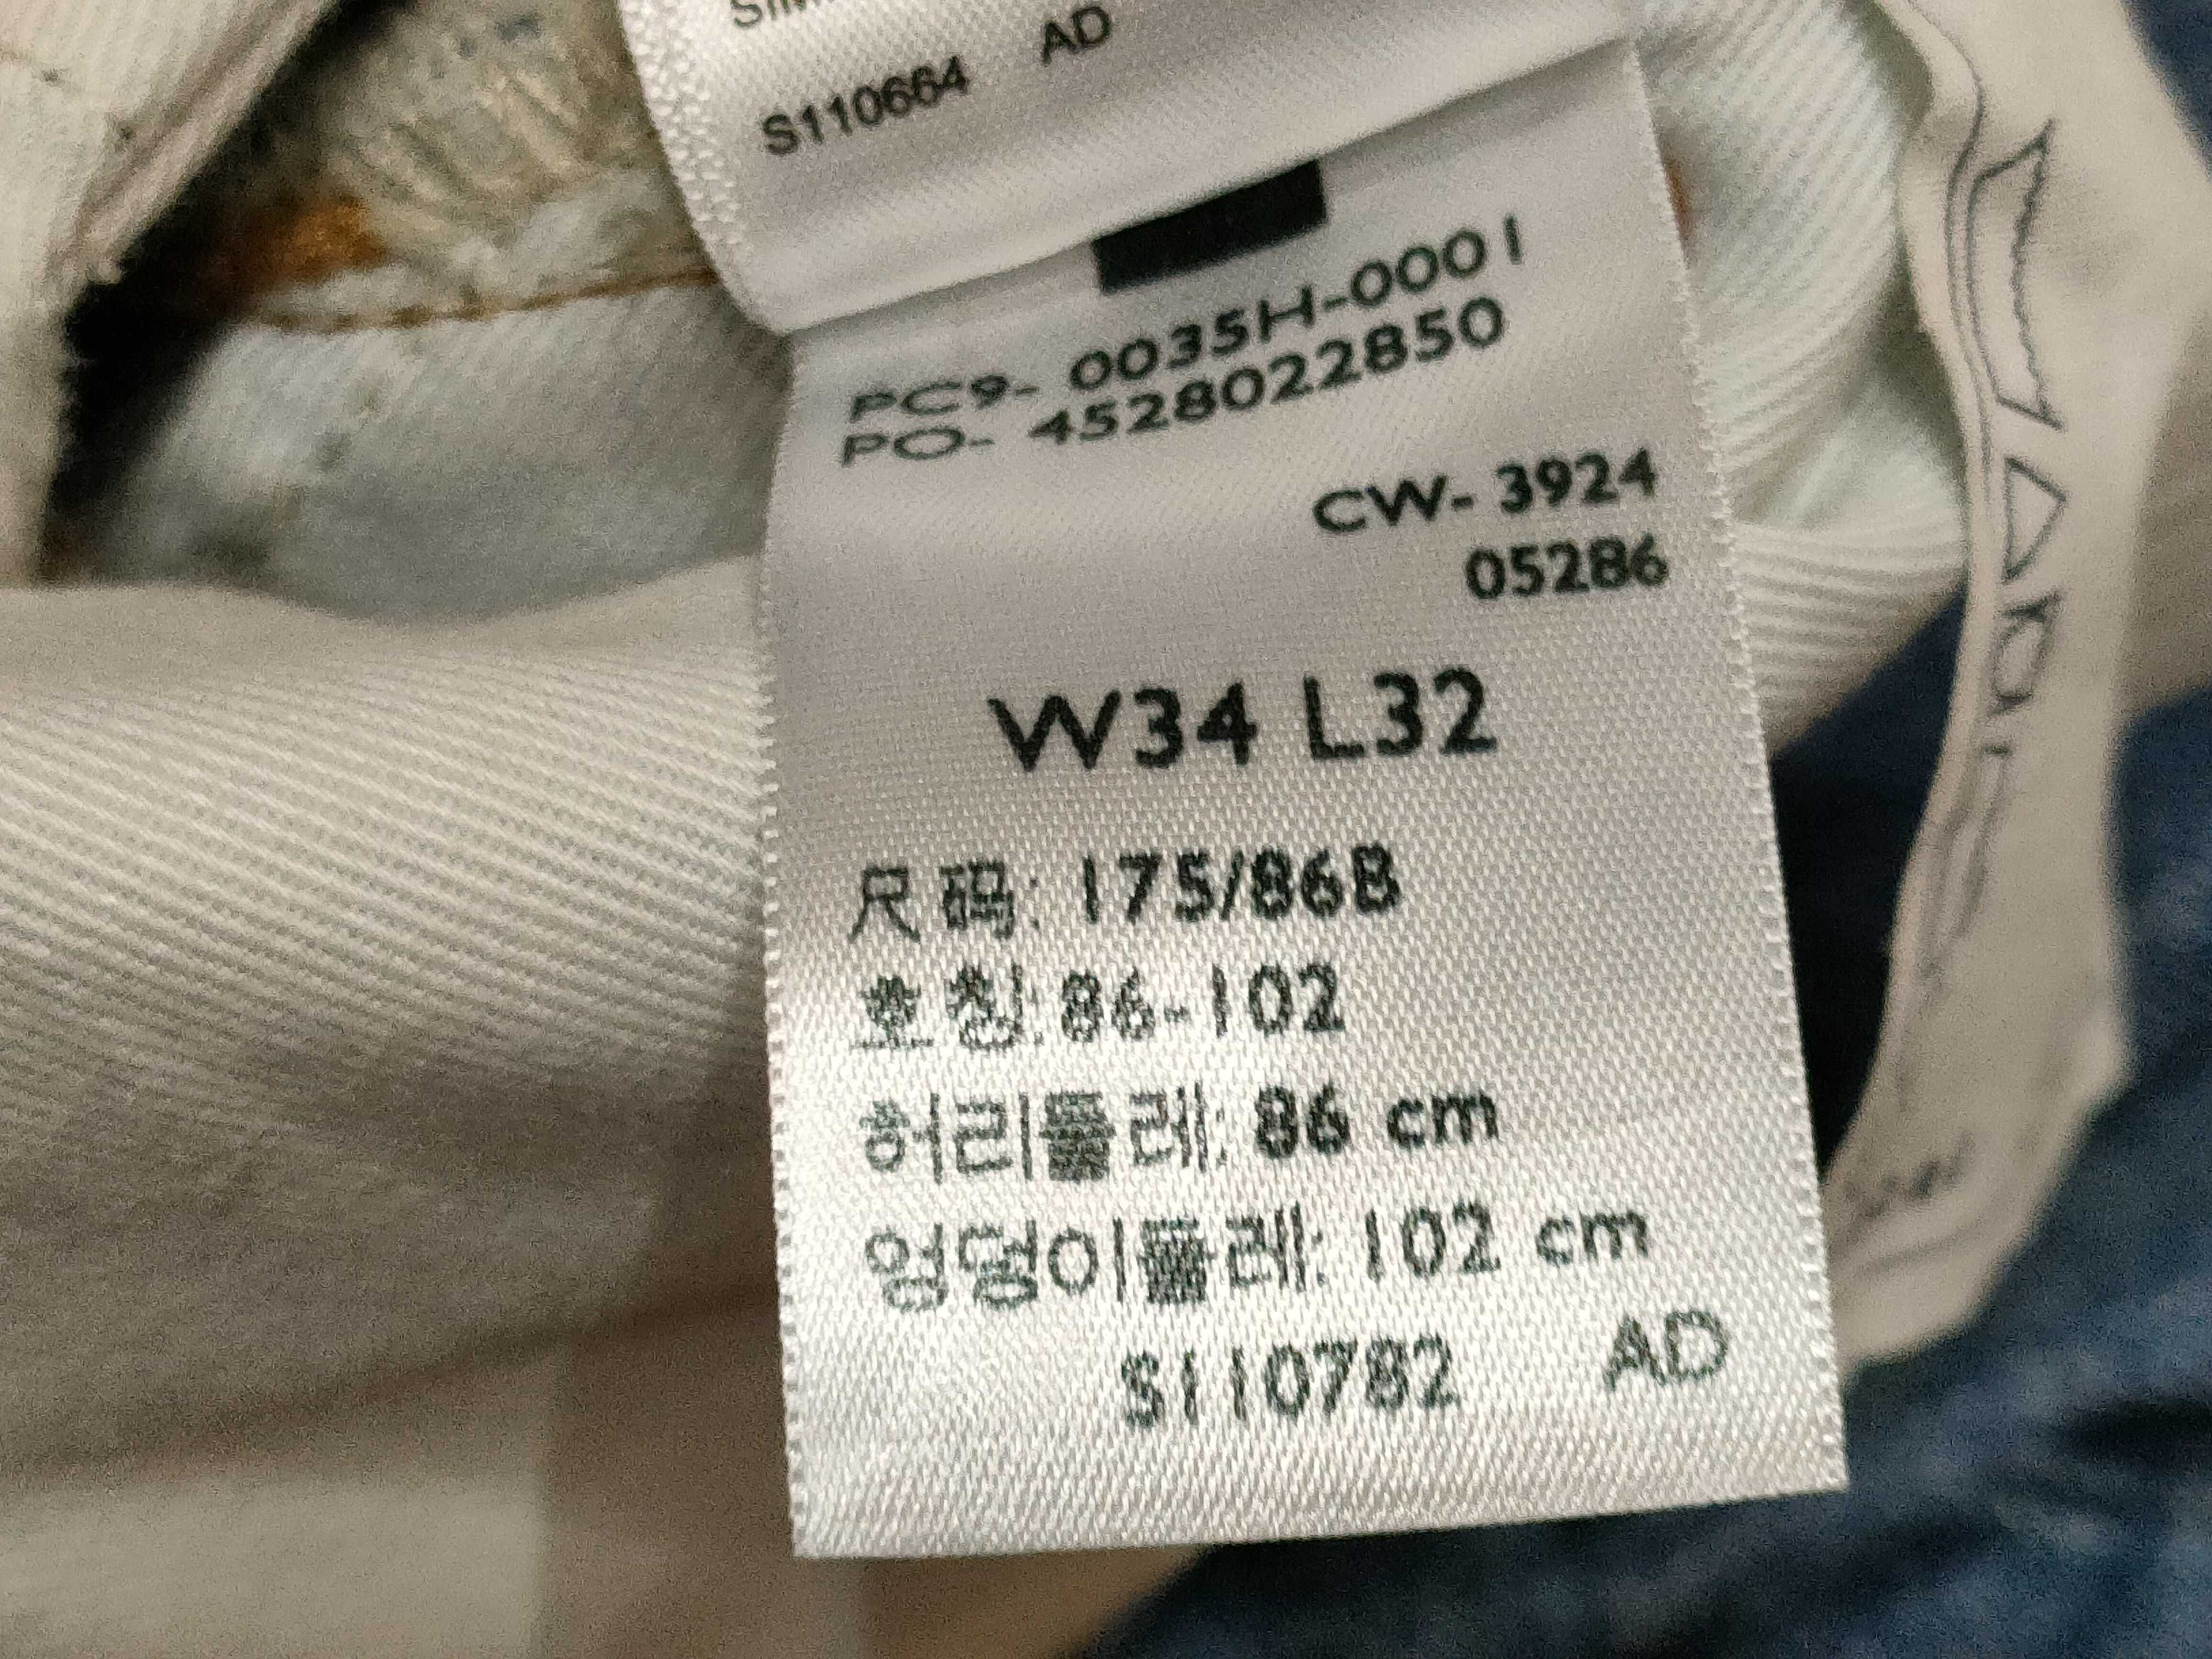 S110664 AD
PC9- 0035H-0001
PO- 4528022850
CW- 3924
05286
W34 L32
尺码: 175/86B
호칭: 86-102
허리둘레: 86 cm
엉덩이둘레: 102 cm
S110782 AD